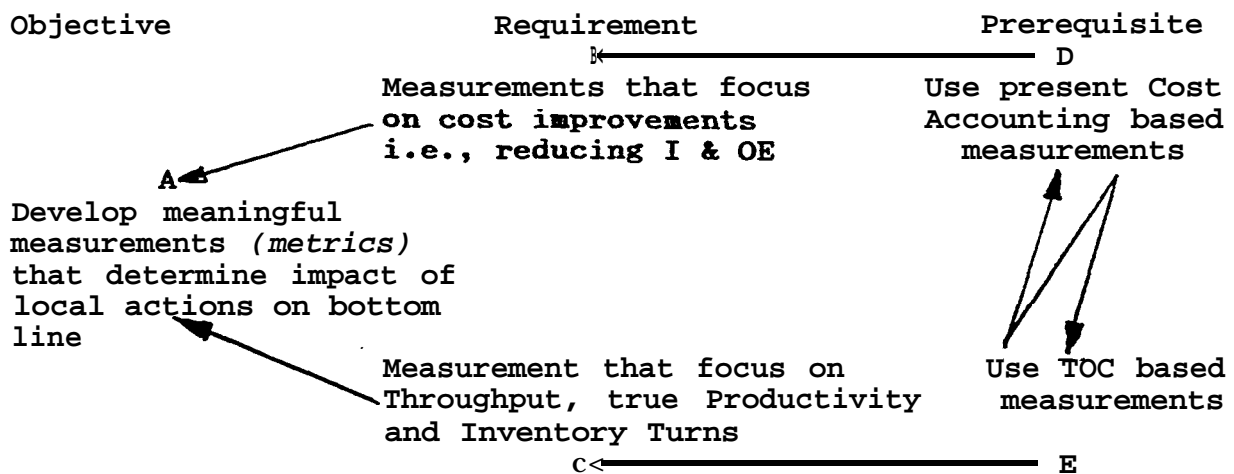 Objective Requirement Prerequisite
B D
Measurements that focus
on cost improvements
i.e., reducing I & OE
Use present Cost
Accounting based
measurements
A
Develop meaningful
measurements (metrics)
that determine impact of
local actions on bottom
line
Measurement that focus on
Throughput, true Productivity
and Inventory Turns
Use TOC based
measurements
C E